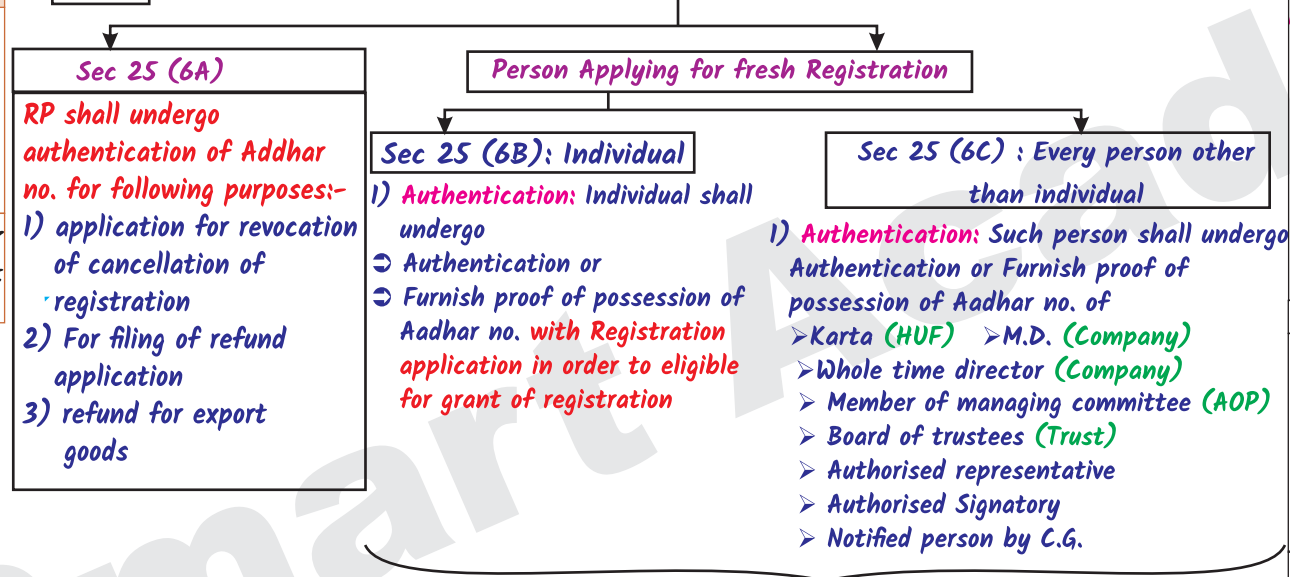 Sec 25 (6A)
RP shall undergo
authentication of Addhar
no. for following purposes:-
1) application for revocation
of cancellation of
registration
2) For filing of refund
application
3) refund for export
goods
Person Applying for fresh Registration
Sec 25 (6B): Individual
1) Authentication: Individual shall
undergo
➲ Authentication or
➲ Furnish proof of possession of
Aadhar no. with Registration
application in order to eligible
for grant of registration
Sec 25 (6C) : Every person other
than individual
1) Authentication: Such person shall undergo
Authentication or Furnish proof of
possession of Aadhar no. of
➢Karta (HUF) ➢M.D. (Company)
➢Whole time director (Company)
➢ Member of managing committee (AOP)
➢ Board of trustees (Trust)
➢ Authorised representative
➢ Authorised Signatory
➢ Notified person by C.G.
mart Acad